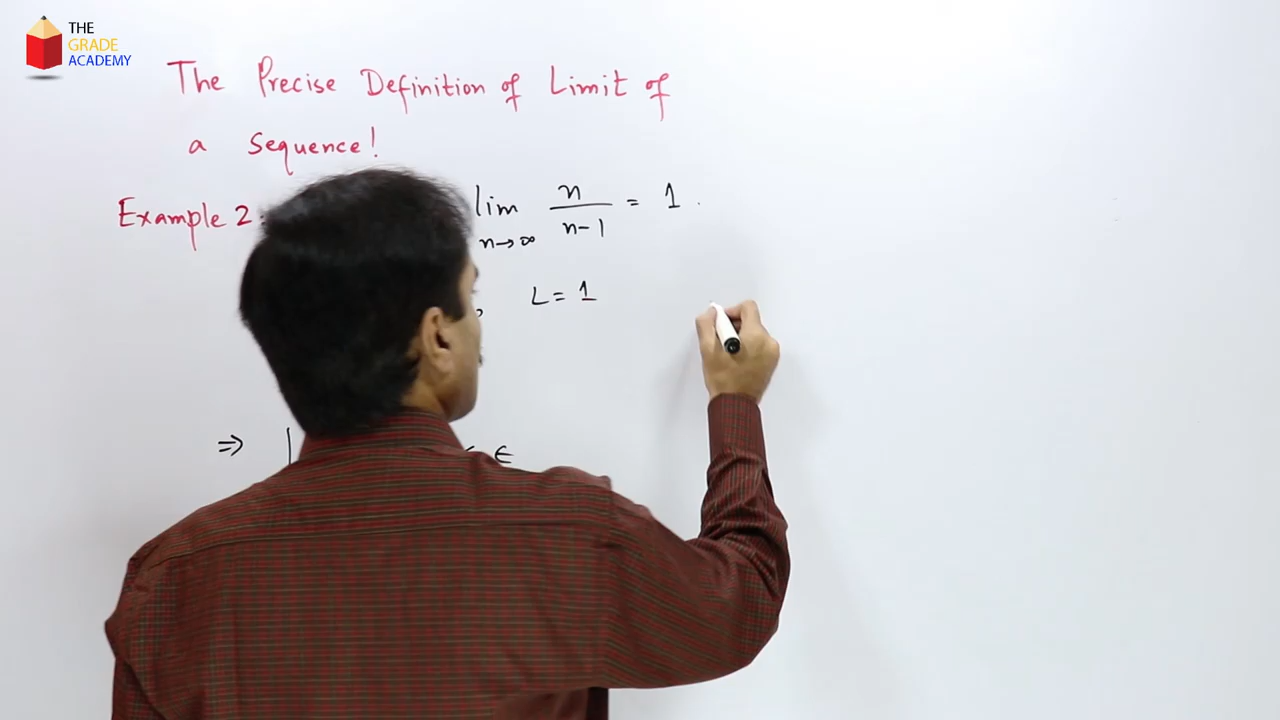 THE
GRADE
ACADEMY
The Precise Definition of Limit of
a Sequence!
Example 2:
lim n/(n-1) = 1.
n→∞
, L = 1
⇒ | < ∈